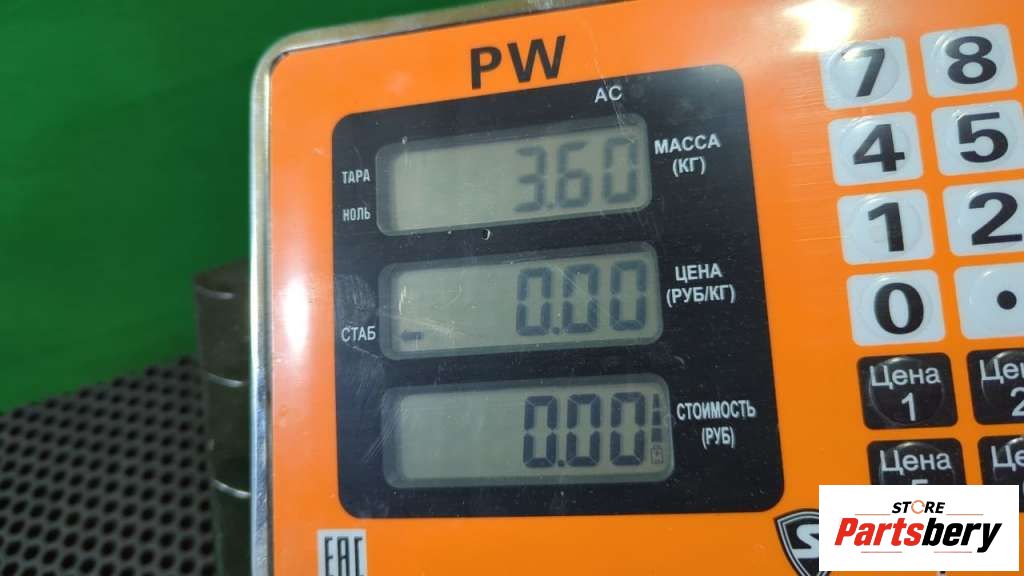 PW
AC
ТАРА
НОЛЬ
3.60
МАССА
(КГ)
СТАБ
0.00
ЦЕНА
(РУБ/КГ)
0.00
СТОИМОСТЬ
(РУБ)
7 8
4 5
1 2
0 .
Цена
1
2
Цена
EAC
STORE
Partsbery